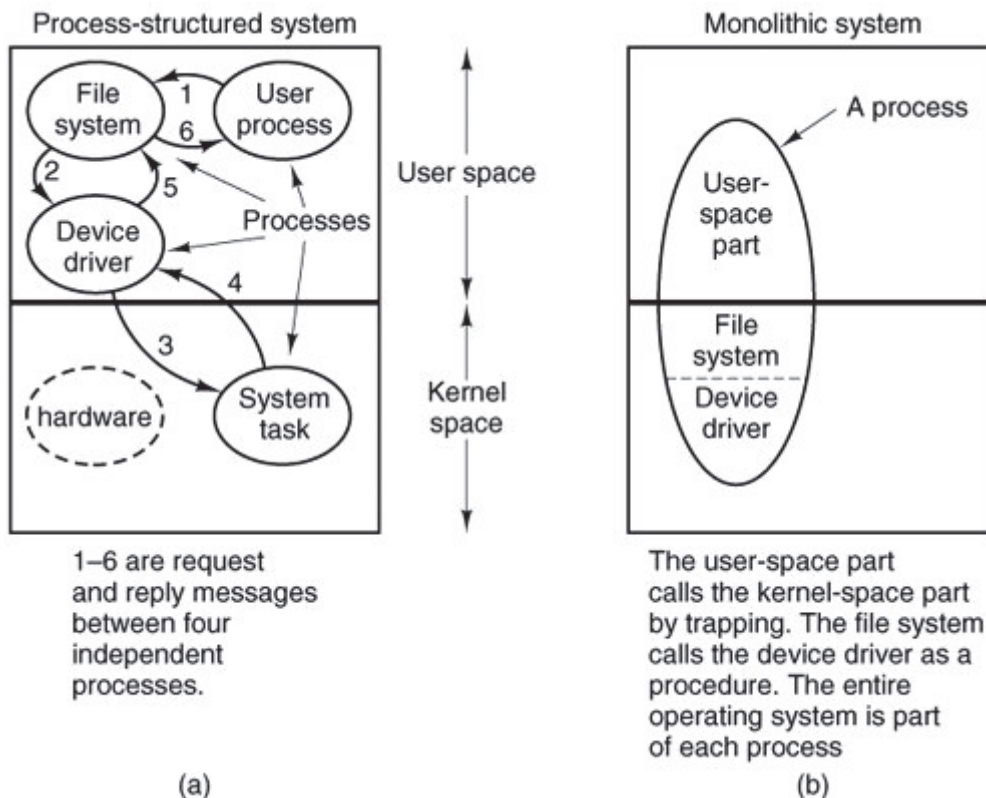 Process-structured system
File
system
1
6
User
process
2
5
Processes
Device
driver
4
3
hardware
System
task
1–6 are request
and reply messages
between four
independent
processes.
(a)
User space
Kernel
space
Monolithic system
A process
User-
space
part
File
system
Device
driver
The user-space part
calls the kernel-space part
by trapping. The file system
calls the device driver as a
procedure. The entire
operating system is part
of each process
(b)